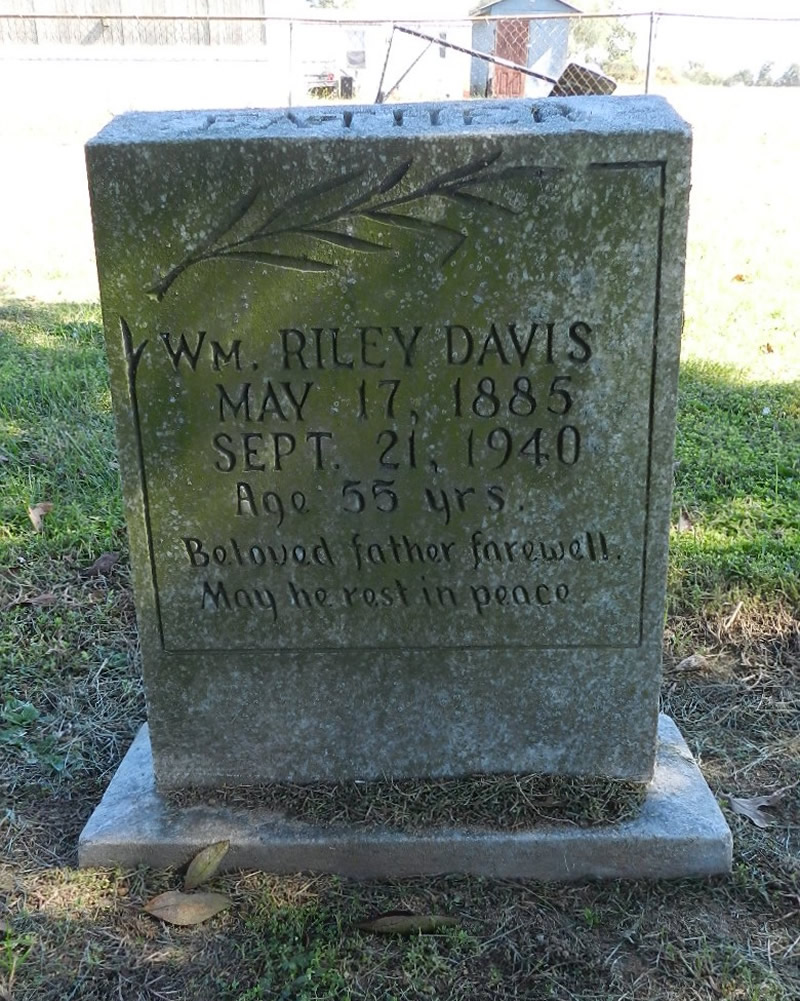 FATHER
WM. RILEY DAVIS
MAY 17, 1885
SEPT. 21, 1940
Age 55 yrs.
Beloved father farewell.
May he rest in peace.